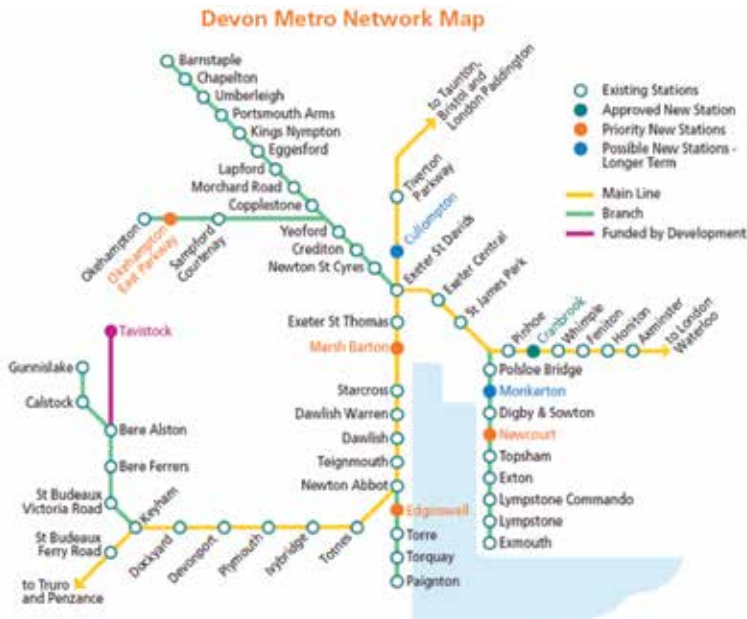 Devon Metro Network Map
Barnstaple
Chapelton
Umberleigh
Portsmouth Arms
Kings Nympton
Eggesford
Lapford
Morchard Road
Copplestone
Yeoford
Crediton
Newton St Cyres
Okehampton
Okehampton
East Parkway
Sampford
Courtenay
to Taunton,
Bristol and
London Paddington
Tiverton
Parkway
Cullompton
Exeter St Davids
Exeter Central
St James Park
Existing Stations
Approved New Station
Priority New Stations
Possible New Stations -
Longer Term
Main Line
Branch
Funded by Development
Pinhoe
Cranbrook
Whimple
Feniton
Honiton
Axminster
to London
Waterloo
Exeter St Thomas
Marsh Barton
Starcross
Dawlish Warren
Dawlish
Teignmouth
Newton Abbot
Edginswell
Torre
Torquay
Paignton
Polsloe Bridge
Monkerton
Digby & Sowton
Newcourt
Topsham
Exton
Lympstone Commando
Lympstone
Exmouth
Tavistock
Gunnislake
Calstock
Bere Alston
Bere Ferrers
St Budeaux
Victoria Road
Keyham
St Budeaux
Ferry Road
Dockyard
Devonport
Plymouth
Ivybridge
Totnes
to Truro
and Penzance